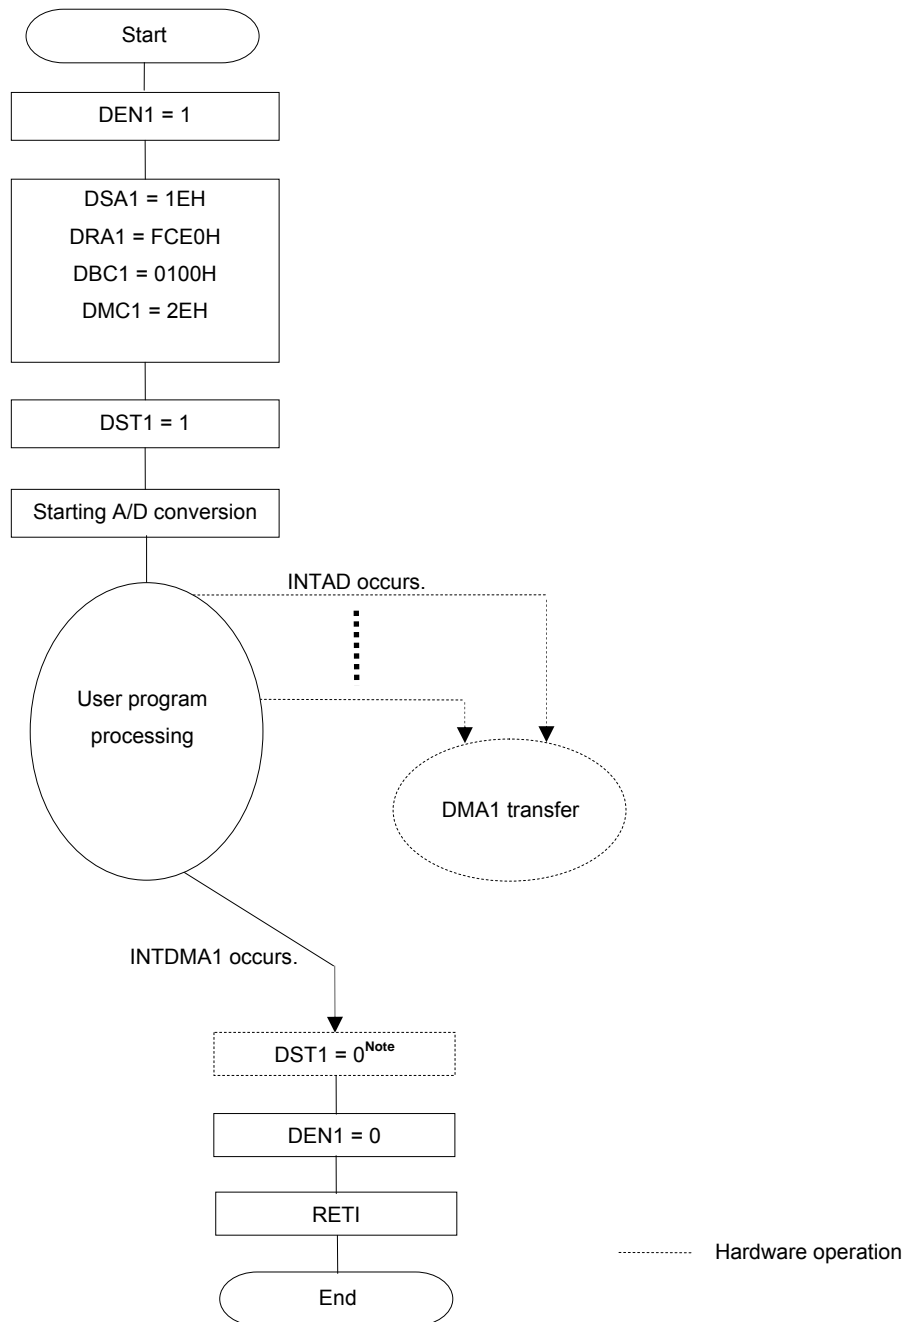 Start
DEN1 = 1
DSA1 = 1EH
DRA1 = FCE0H
DBC1 = 0100H
DMC1 = 2EH
DST1 = 1
Starting A/D conversion
INTAD occurs.
User program
processing
DMA1 transfer
INTDMA1 occurs.
DST1 = 0Note
DEN1 = 0
RETI
Hardware operation
End